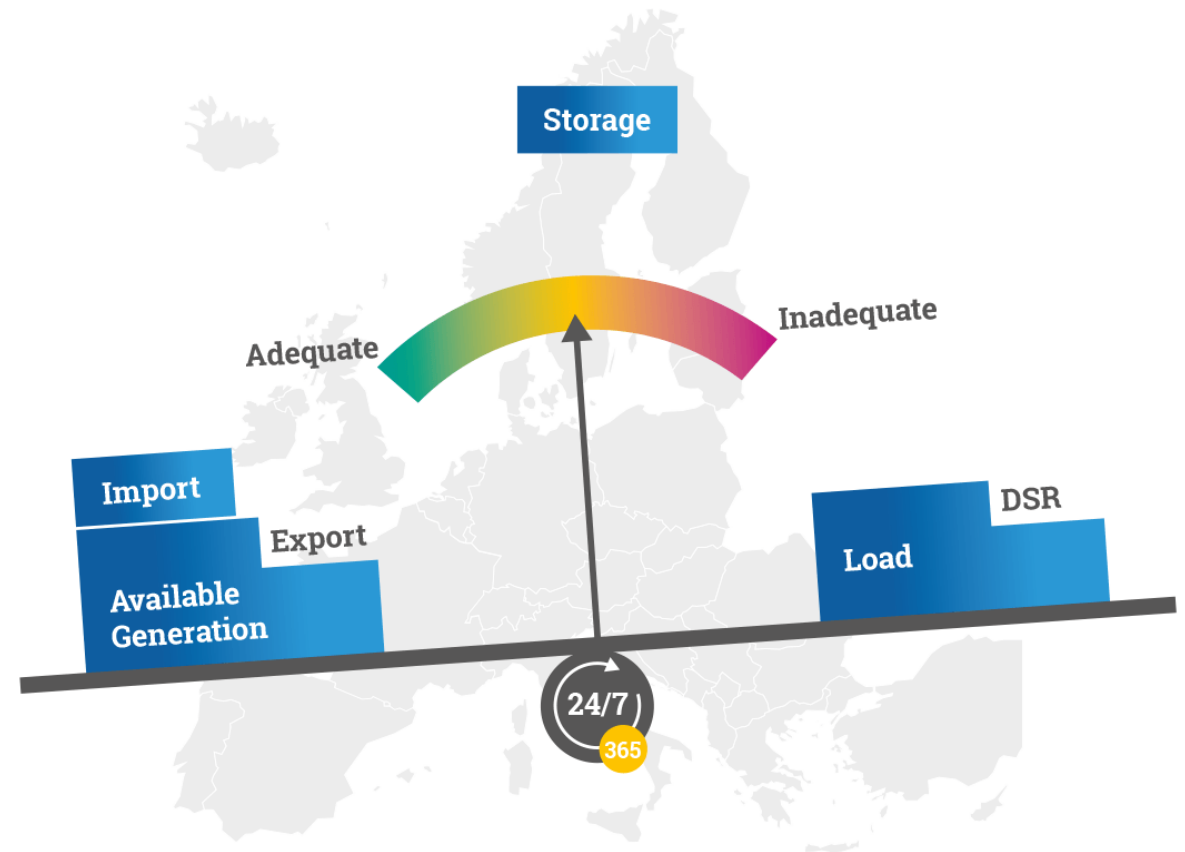 Storage
Adequate
Inadequate
Import
Export
Available
Generation
DSR
Load
24/7
365